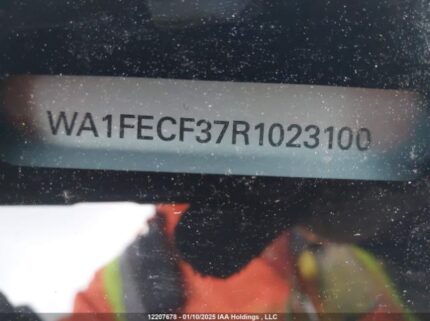 WA1FECF37R1023100
12207678 - 01/10/2025 IAA Holdings , LLC